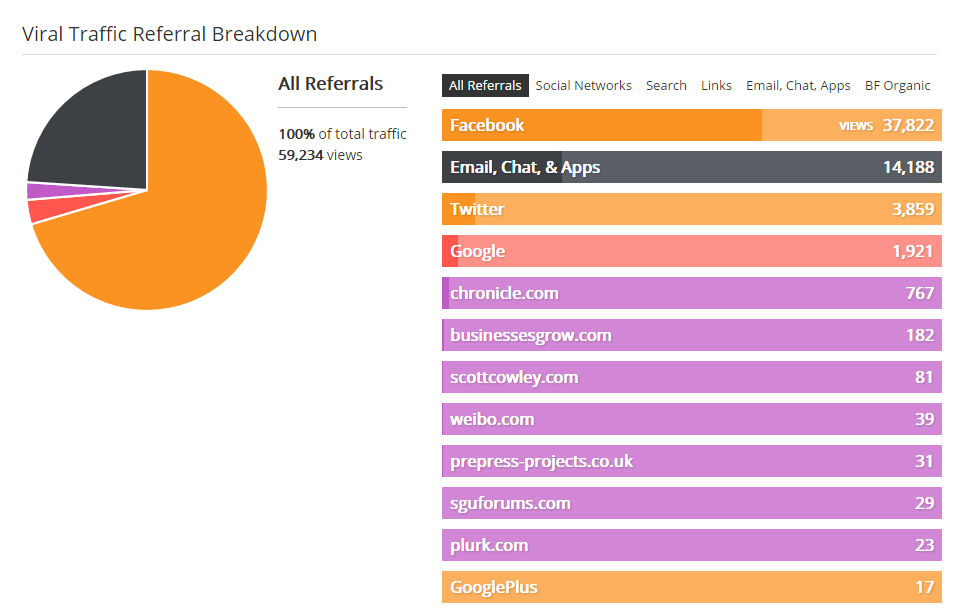 Viral Traffic Referral Breakdown
All Referrals
100% of total traffic
59,234 views
All Referrals Social Networks Search Links Email, Chat, Apps BF Organic
Facebook VIEWS 37,822
Email, Chat, & Apps 14,188
Twitter 3,859
Google 1,921
chronicle.com 767
businessesgrow.com 182
scottcowley.com 81
weibo.com 39
prepress-projects.co.uk 31
sguforums.com 29
plurk.com 23
GooglePlus 17